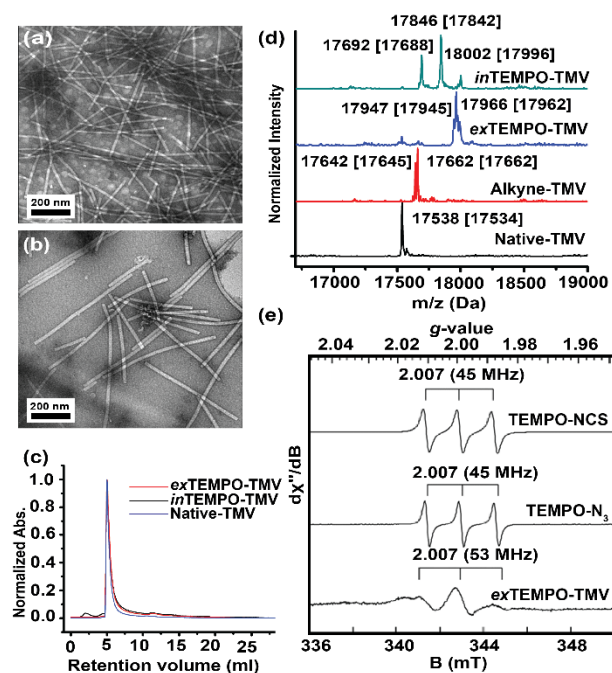 (a)
200 nm
(b)
200 nm
(c)
Normalized Abs.
1.0
0.8
0.6
0.4
0.2
0.0
exTEMPO-TMV
inTEMPO-TMV
Native-TMV
0 5 10 15 20 25
Retention volume (ml)
(d)
Normalized Intensity
17846 [17842]
17692 [17688]
18002 [17996]
inTEMPO-TMV
17947 [17945] 17966 [17962]
exTEMPO-TMV
17642 [17645] 17662 [17662]
Alkyne-TMV
17538 [17534]
Native-TMV
17000 17500 18000 18500 19000
m/z (Da)
(e)
g-value
2.04 2.02 2.00 1.98 1.96
dχ''/dB
2.007 (45 MHz)
TEMPO-NCS
2.007 (45 MHz)
TEMPO-N3
2.007 (53 MHz)
exTEMPO-TMV
336 340 344 348
B (mT)